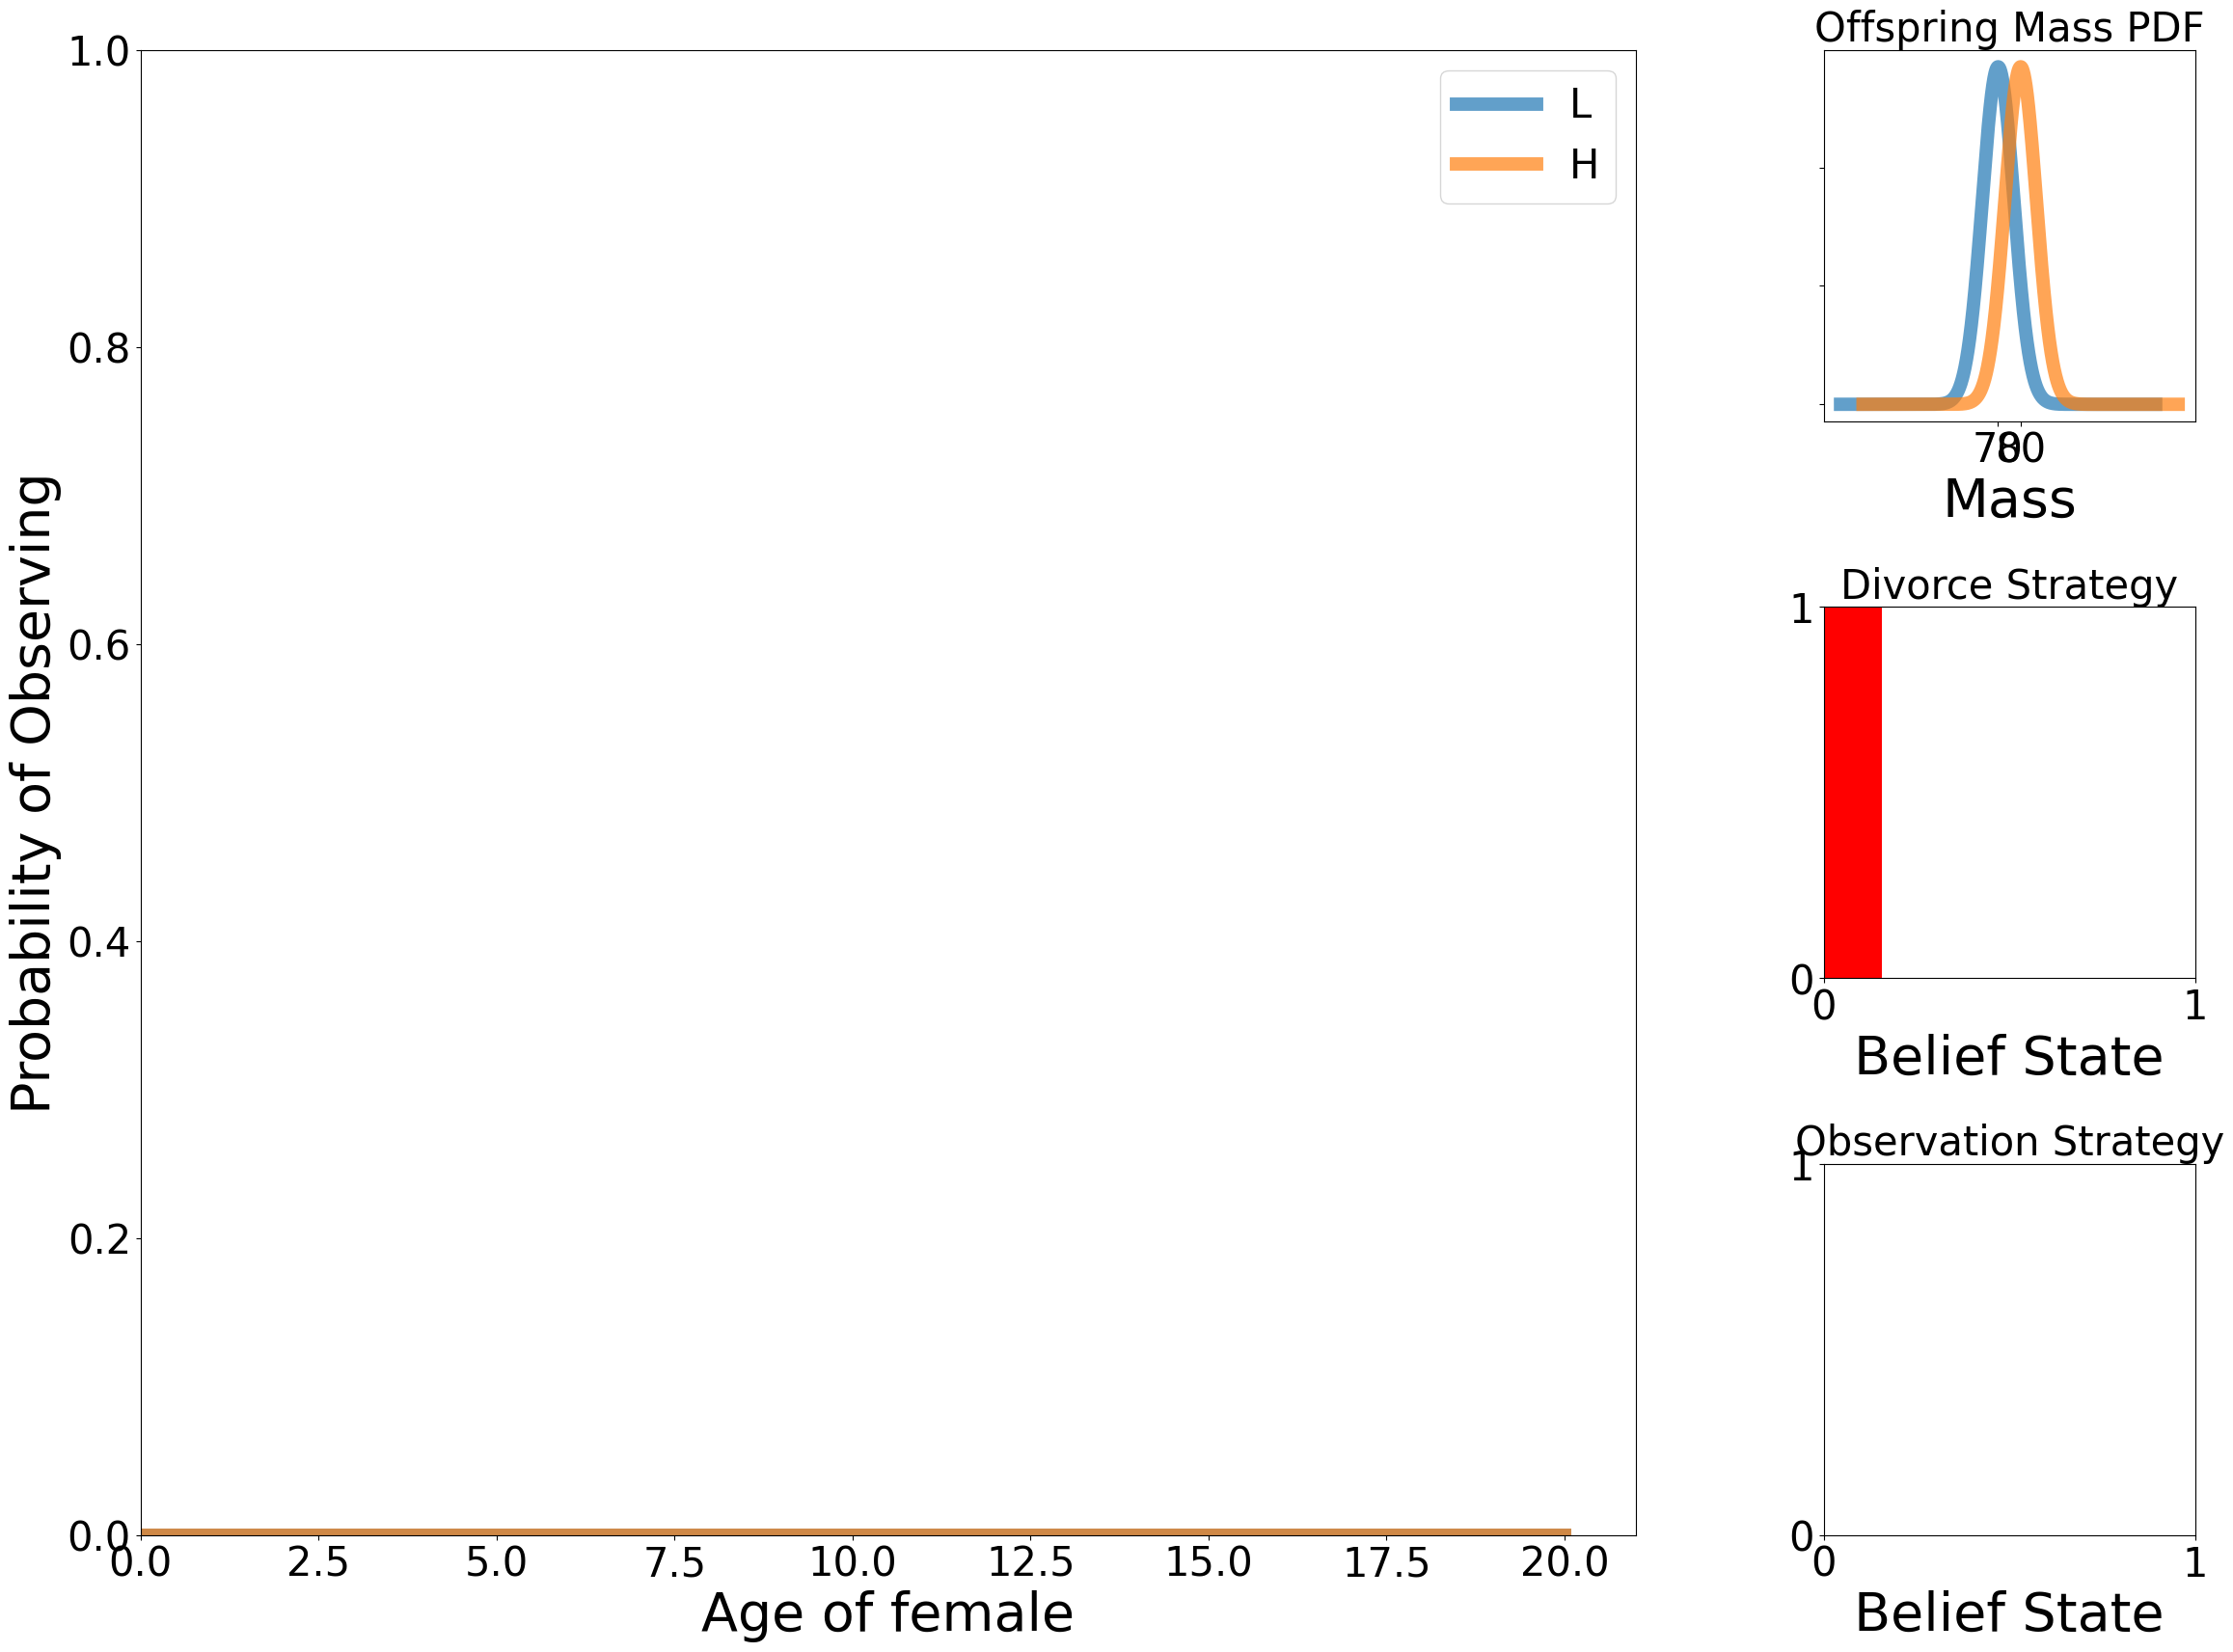 Probability of Observing
1.0
0.8
0.6
0.4
0.2
0.0
0.0 2.5 5.0 7.5 10.0 12.5 15.0 17.5 20.0
Age of female
L
H
Offspring Mass PDF
70 80
Mass
Divorce Strategy
1
0
0 1
Belief State
Observation Strategy
1
0
0 1
Belief State